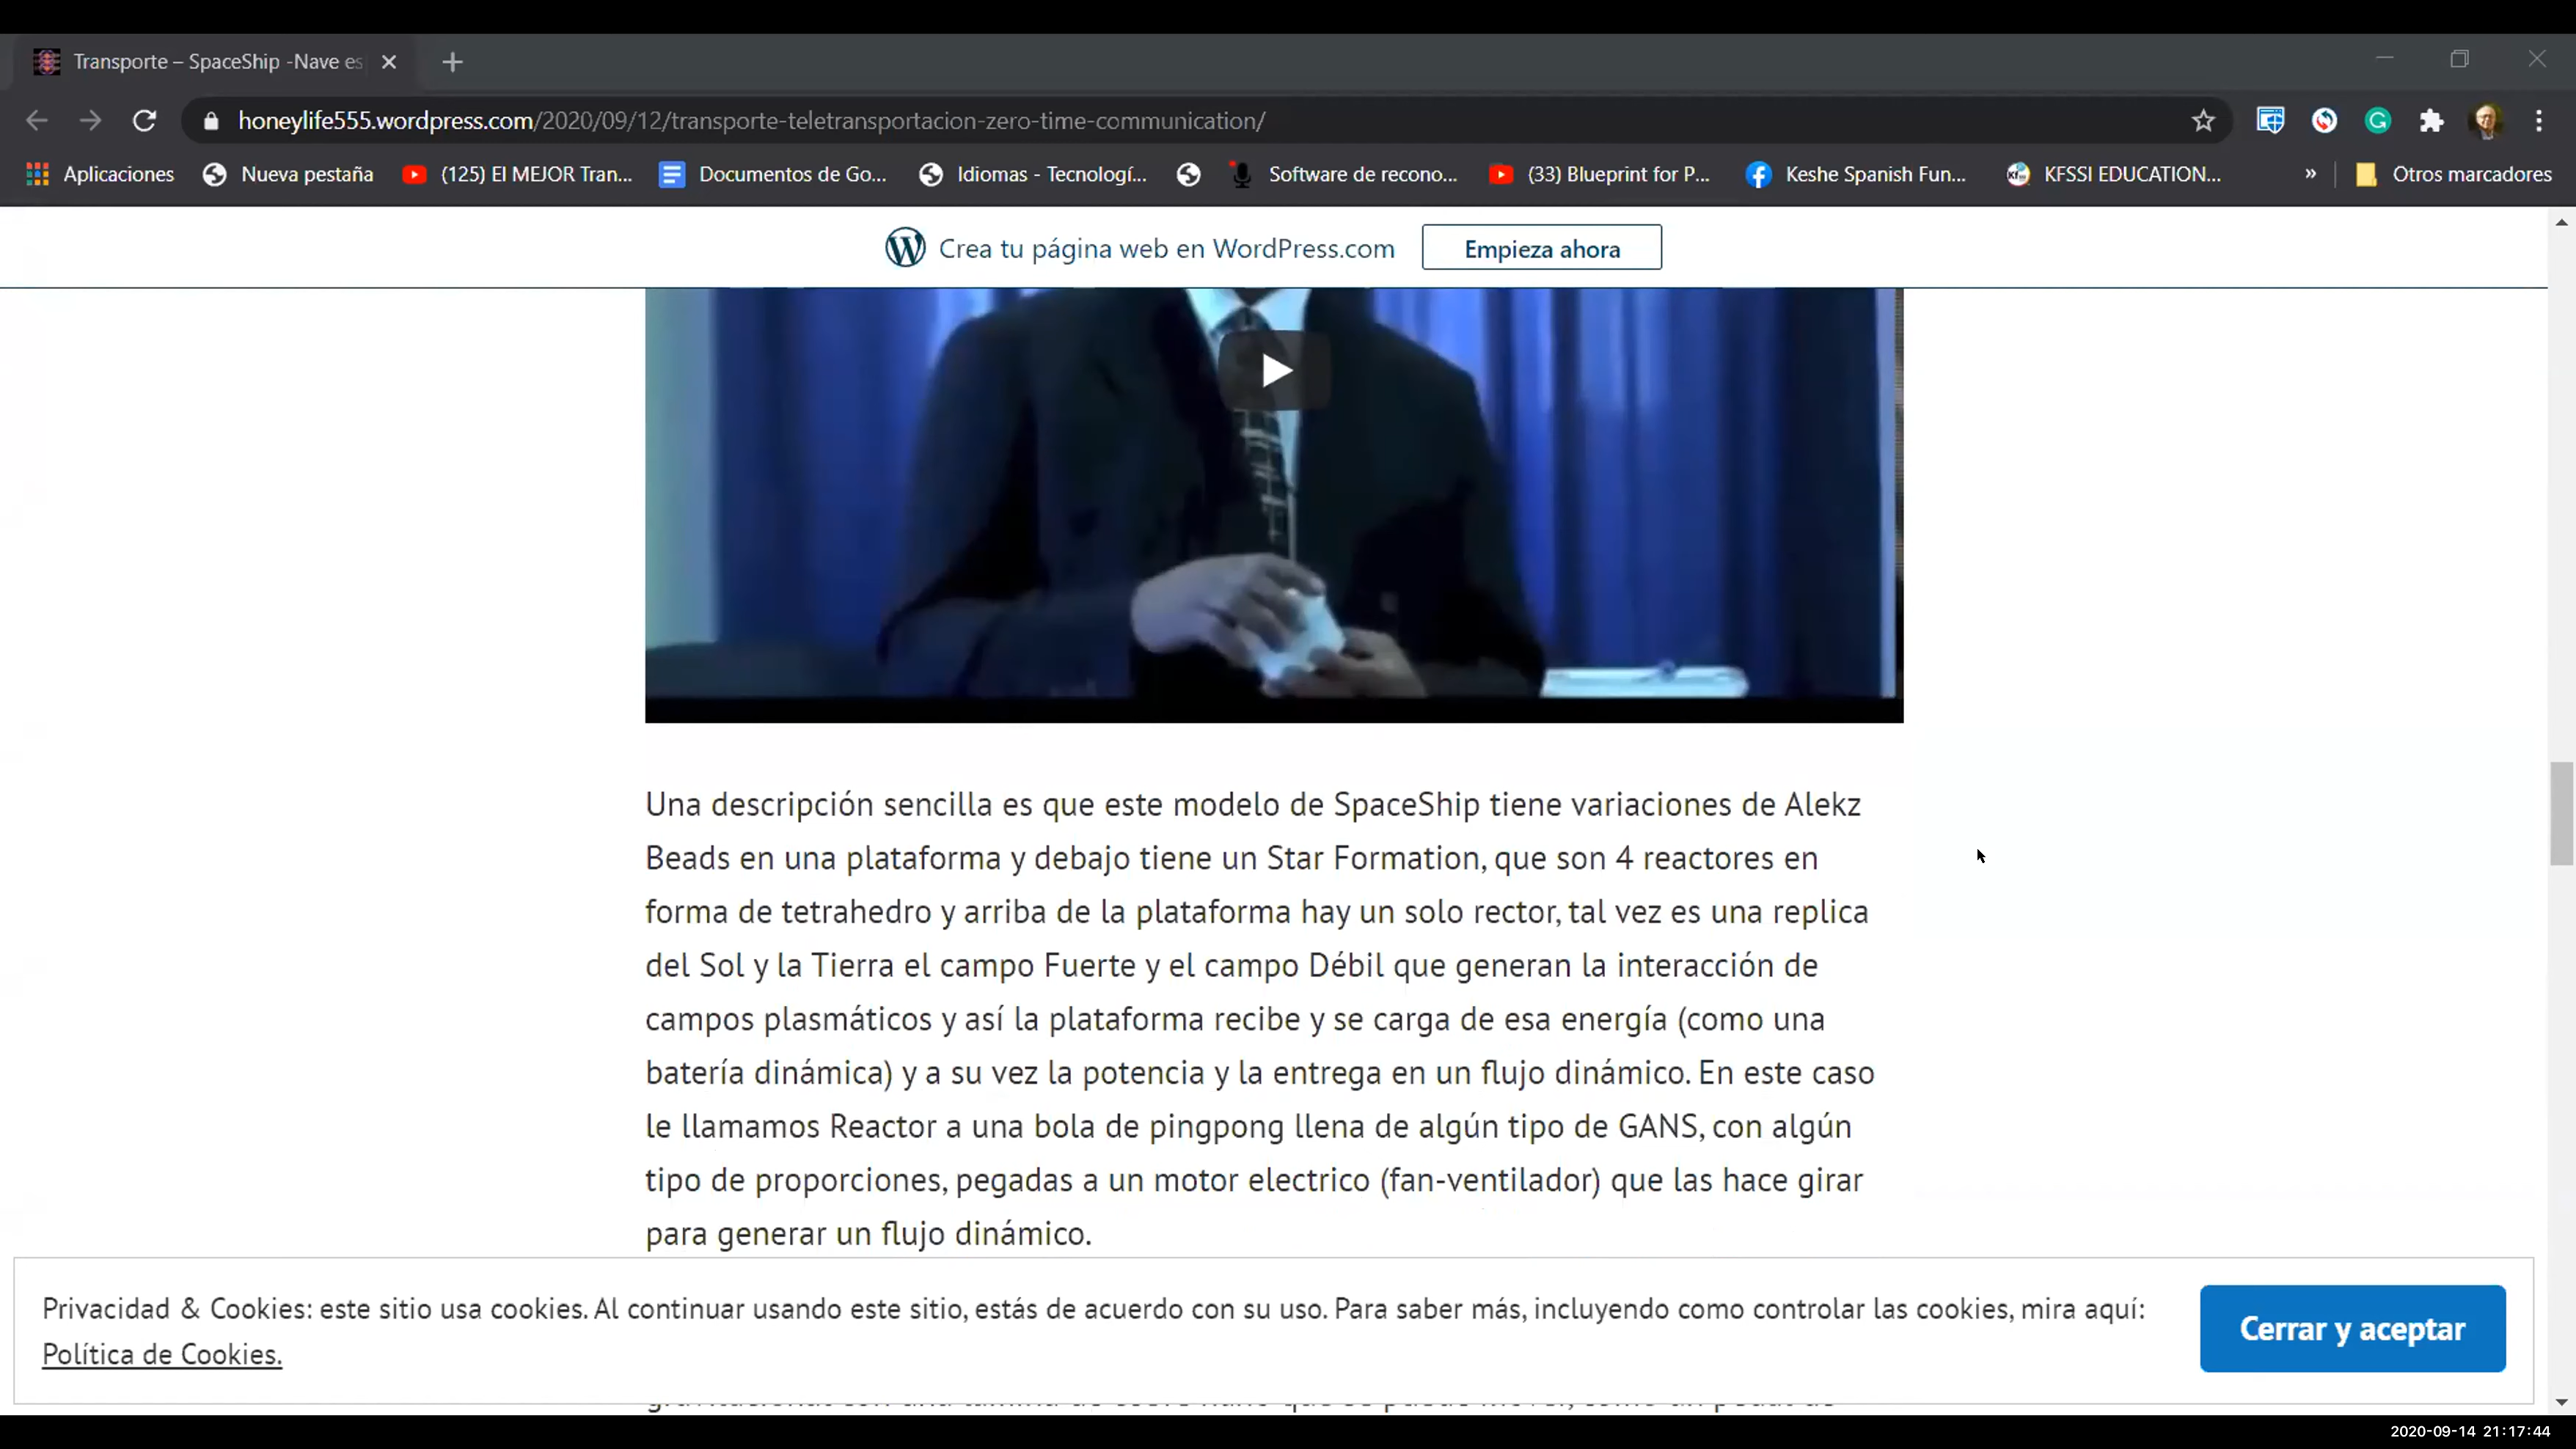 Transporte – SpaceShip -Nave es
honeylife555.wordpress.com/2020/09/12/transporte-teletransportacion-zero-time-communication/
Aplicaciones Nueva pestaña (125) El MEJOR Tran... Documentos de Go... Idiomas - Tecnologí... Software de recono... (33) Blueprint for P... Keshe Spanish Fun... KFSSI EDUCATION... » Otros marcadores
Crea tu página web en WordPress.com Empieza ahora
Una descripción sencilla es que este modelo de SpaceShip tiene variaciones de Alekz
Beads en una plataforma y debajo tiene un Star Formation, que son 4 reactores en
forma de tetrahedro y arriba de la plataforma hay un solo rector, tal vez es una replica
del Sol y la Tierra el campo Fuerte y el campo Débil que generan la interacción de
campos plasmáticos y así la plataforma recibe y se carga de esa energía (como una
batería dinámica) y a su vez la potencia y la entrega en un flujo dinámico. En este caso
le llamamos Reactor a una bola de pingpong llena de algún tipo de GANS, con algún
tipo de proporciones, pegadas a un motor electrico (fan-ventilador) que las hace girar
para generar un flujo dinámico.
Privacidad & Cookies: este sitio usa cookies. Al continuar usando este sitio, estás de acuerdo con su uso. Para saber más, incluyendo como controlar las cookies, mira aquí:
Política de Cookies.
Cerrar y aceptar
2020-09-14 21:17:44